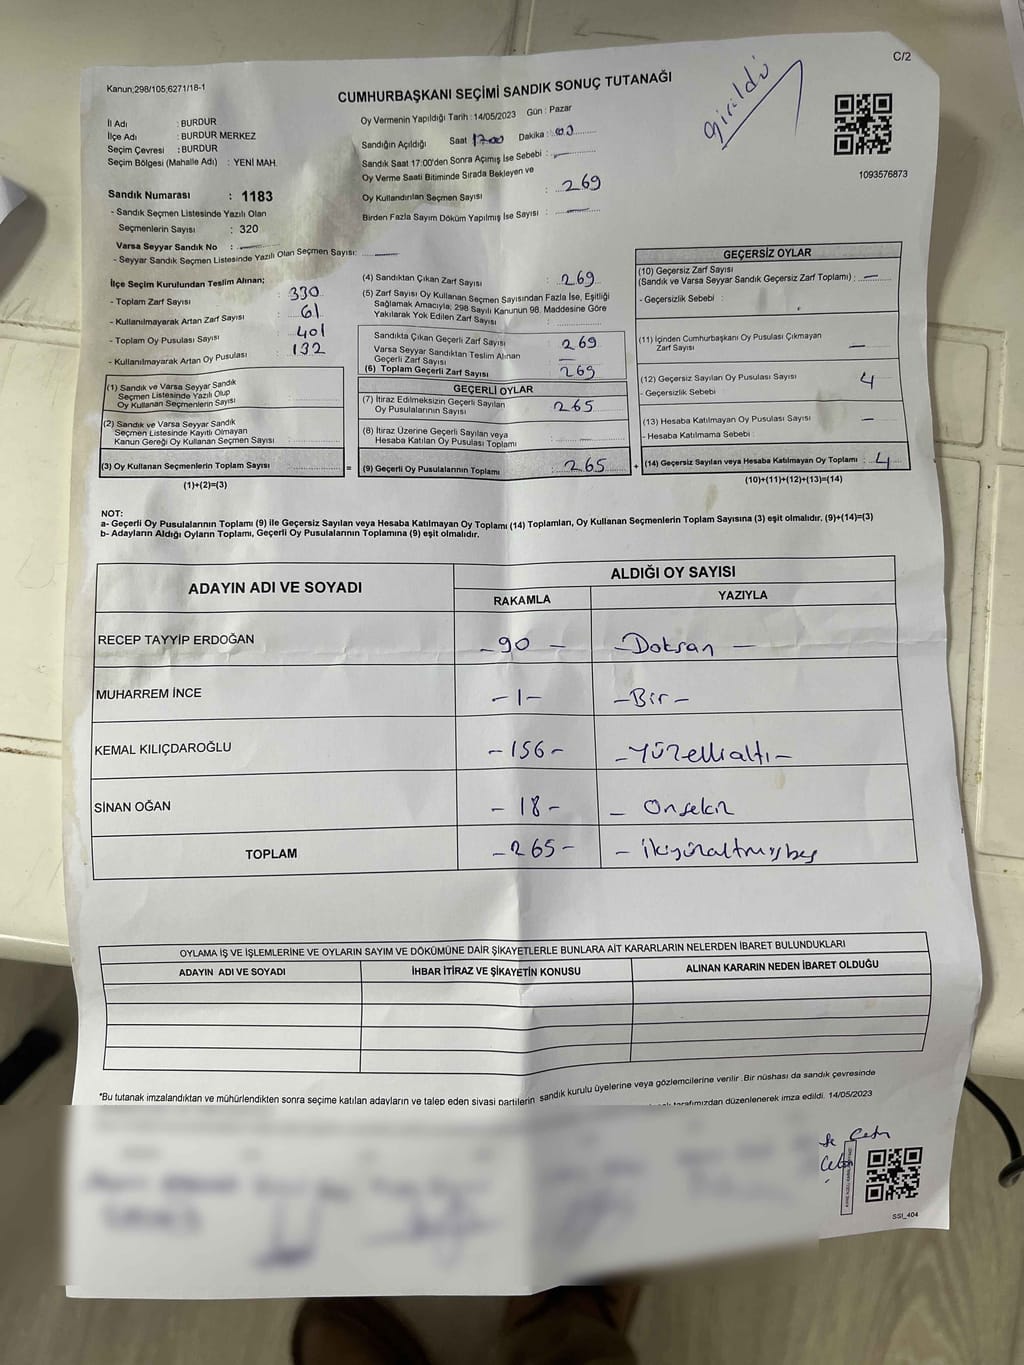 C/2
Kanun;298/105,6271/18-1
CUMHURBAŞKANI SEÇİMİ SANDIK SONUÇ TUTANAĞI
girildi
İl Adı : BURDUR
İlçe Adı : BURDUR MERKEZ
Seçim Çevresi : BURDUR
Seçim Bölgesi (Mahalle Adı) : YENİ MAH.
Oy Vermenin Yapıldığı Tarih : 14/05/2023 Gün : Pazar
Sandığın Açıldığı Saat 17:00 Dakika : 00
Sandık Saat 17:00'den Sonra Açımış İse Sebebi :
Oy Verme Saati Bitiminde Sırada Bekleyen ve
Oy Kullandırılan Seçmen Sayısı : 269
Birden Fazla Sayım Döküm Yapılmış İse Sayısı :
1093576873
Sandık Numarası : 1183
- Sandık Seçmen Listesinde Yazılı Olan
Seçmenlerin Sayısı : 320
Varsa Seyyar Sandık No :
- Seyyar Sandık Seçmen Listesinde Yazılı Olan Seçmen Sayısı:
İlçe Seçim Kurulundan Teslim Alınan;
- Toplam Zarf Sayısı : 330
- Kullanılmayarak Artan Zarf Sayısı : 61
- Toplam Oy Pusulası Sayısı : 401
- Kullanılmayarak Artan Oy Pusulası : 132
(1) Sandık ve Varsa Seyyar Sandık
Seçmen Listesinde Yazılı Olup
Oy Kullanan Seçmenlerin Sayısı :
(2) Sandık ve Varsa Seyyar Sandık
Seçmen Listesinde Kayıtlı Olmayan
Kanun Gereği Oy Kullanan Seçmen Sayısı :
(3) Oy Kullanan Seçmenlerin Toplam Sayısı :
=
(1)+(2)=(3)
(4) Sandıktan Çıkan Zarf Sayısı : 269
(5) Zarf Sayısı Oy Kullanan Seçmen Sayısından Fazla İse, Eşitliği
Sağlamak Amacıyla; 298 Sayılı Kanunun 98. Maddesine Göre
Yakılarak Yok Edilen Zarf Sayısı :
Sandıkta Çıkan Geçerli Zarf Sayısı : 269
Varsa Seyyar Sandıktan Teslim Alınan
Geçerli Zarf Sayısı :
(6) Toplam Geçerli Zarf Sayısı : 269
GEÇERLİ OYLAR
(7) İtiraz Edilmeksizin Geçerli Sayılan
Oy Pusulalarının Sayısı : 265
(8) İtiraz Üzerine Geçerli Sayılan veya
Hesaba Katılan Oy Pusulası Toplamı :
(9) Geçerli Oy Pusulalarının Toplamı : 265
+
GEÇERSİZ OYLAR
(10) Geçersiz Zarf Sayısı
(Sandık ve Varsa Seyyar Sandık Geçersiz Zarf Toplamı) :
- Geçersizlik Sebebi :
(11) İçinden Cumhurbaşkanı Oy Pusulası Çıkmayan
Zarf Sayısı
(12) Geçersiz Sayılan Oy Pusulası Sayısı : 4
- Geçersizlik Sebebi :
(13) Hesaba Katılmayan Oy Pusulası Sayısı :
- Hesaba Katılmama Sebebi :
(14) Geçersiz Sayılan veya Hesaba Katılmayan Oy Toplamı : 4
(10)+(11)+(12)+(13)=(14)
NOT:
a- Geçerli Oy Pusulalarının Toplamı (9) ile Geçersiz Sayılan veya Hesaba Katılmayan Oy Toplamı (14) Toplamları, Oy Kullanan Seçmenlerin Toplam Sayısına (3) eşit olmalıdır. (9)+(14)=(3)
b- Adayların Aldığı Oyların Toplamı, Geçerli Oy Pusulalarının Toplamına (9) eşit olmalıdır.
ADAYIN ADI VE SOYADI
ALDIĞI OY SAYISI
RAKAMLA YAZIYLA
RECEP TAYYİP ERDOĞAN - 90 - - Doksan -
MUHARREM İNCE - 1 - - Bir -
KEMAL KILIÇDAROĞLU - 156 - - Yüzellialtı -
SİNAN OĞAN - 18 - - Onsekiz
TOPLAM - 265 - - ikiyüzaltmışbeş
OYLAMA İŞ VE İŞLEMLERİNE VE OYLARIN SAYIM VE DÖKÜMÜNE DAİR ŞİKAYETLERLE BUNLARA AİT KARARLARIN NELERDEN İBARET BULUNDUKLARI
ADAYIN ADI VE SOYADI İHBAR İTİRAZ VE ŞİKAYETİN KONUSU ALINAN KARARIN NEDEN İBARET OLDUĞU
*Bu tutanak imzalandıktan ve mühürlendikten sonra seçime katılan adayların ve talep eden siyasi partilerin sandık kurulu üyelerine veya gözlemcilerine verilir. Bir nüshası da sandık çevresinde
tarafımızdan düzenlenerek imza edildi. 14/05/2023
SSI_404